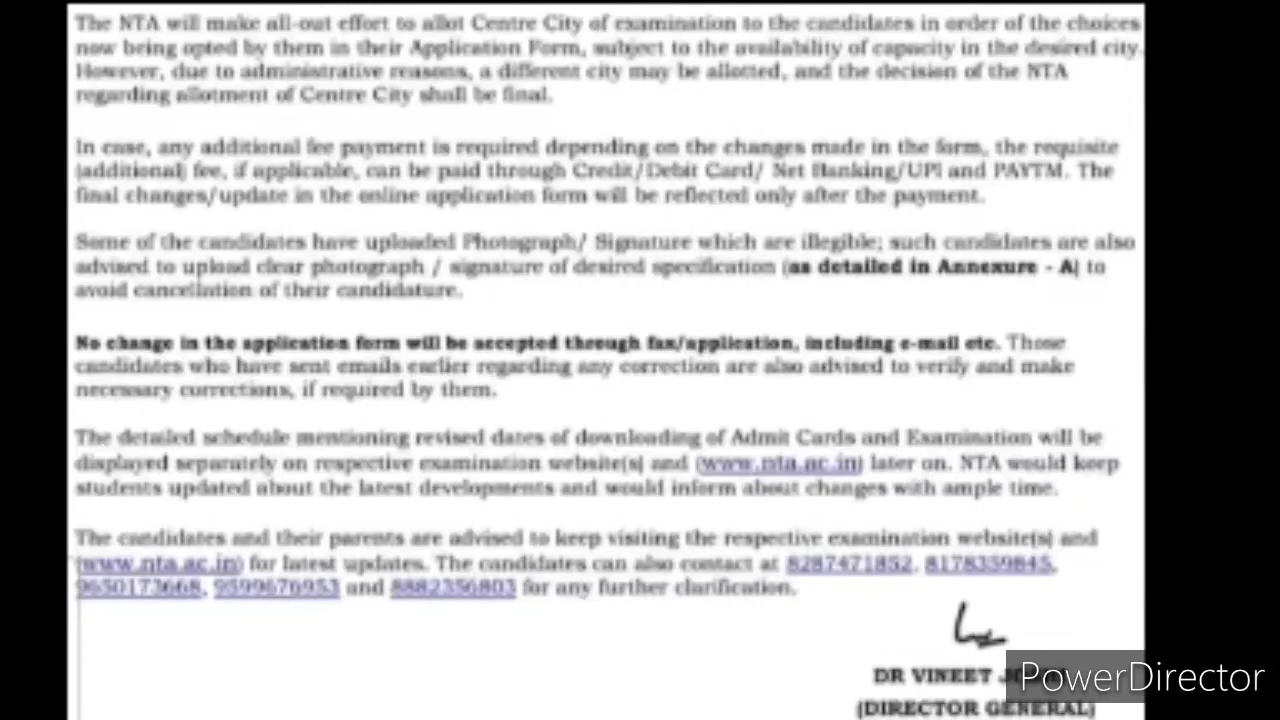 The NTA will make all-out effort to allot Centre City of examination to the candidates in order of the choices
now being opted by them in their Application Form, subject to the availability of capacity in the desired city.
However, due to administrative reasons, a different city may be allotted, and the decision of the NTA
regarding allotment of Centre City shall be final.
In case, any additional fee payment is required depending on the changes made in the form, the requisite
(additional) fee, if applicable, can be paid through Credit/Debit Card/ Net Banking/UPI and PAYTM. The
final changes/update in the online application form will be reflected only after the payment.
Some of the candidates have uploaded Photograph/ Signature which are illegible; such candidates are also
advised to upload clear photograph / signature of desired specification (as detailed in Annexure - A) to
avoid cancellation of their candidature.
No change in the application form will be accepted through fax/application, including e-mail etc. Those
candidates who have sent emails earlier regarding any correction are also advised to verify and make
necessary corrections, if required by them.
The detailed schedule mentioning revised dates of downloading of Admit Cards and Examination will be
displayed separately on respective examination website(s) and (www.nta.ac.in) later on. NTA would keep
students updated about the latest developments and would inform about changes with ample time.
The candidates and their parents are advised to keep visiting the respective examination website(s) and
(www.nta.ac.in) for latest updates. The candidates can also contact at 8287471852, 8178359845,
9650173668, 9599676953 and 8882356803 for any further clarification.
DR VINEET
(DIRECTOR GENERAL)
PowerDirector